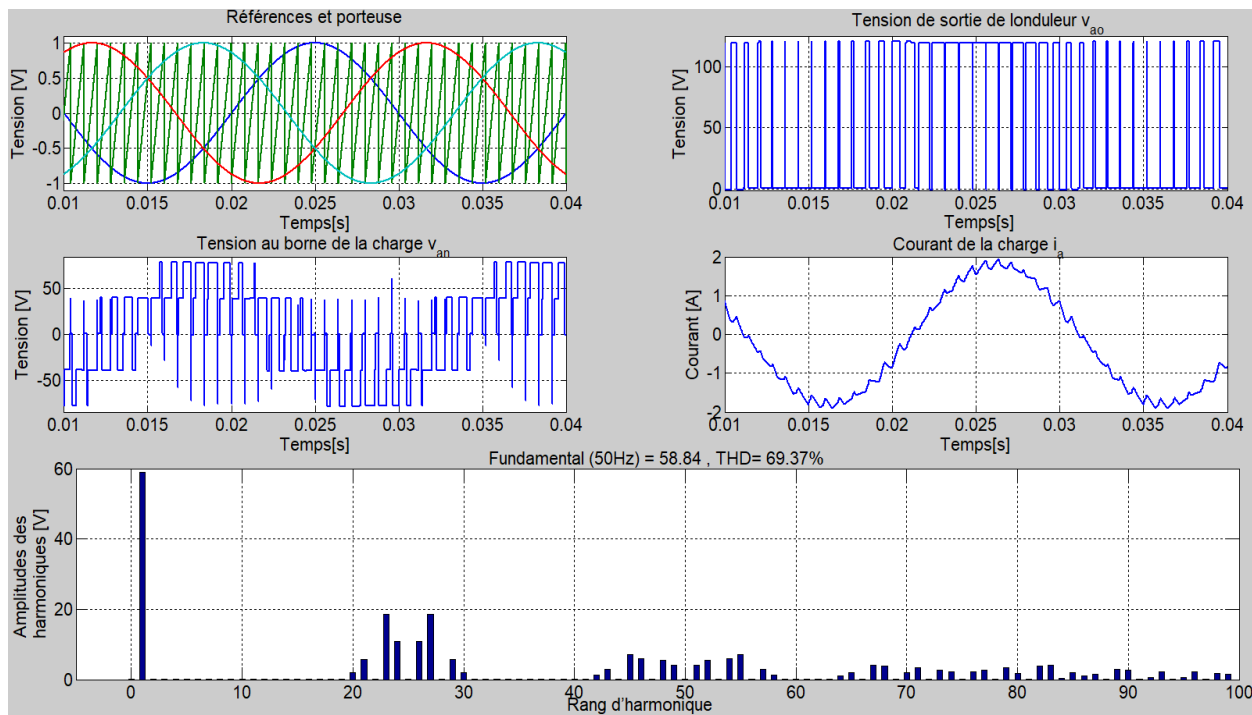 Références et porteuse
Tension [V]
1
0.5
0
-0.5
-1
0.01 0.015 0.02 0.025 0.03 0.035 0.04
Temps[s]
Tension de sortie de londuleur v_ao
Tension [V]
100
50
0
0.01 0.015 0.02 0.025 0.03 0.035 0.04
Temps[s]
Tension au borne de la charge v_an
Tension [V]
50
0
-50
0.01 0.015 0.02 0.025 0.03 0.035 0.04
Temps[s]
Courant de la charge i_a
Courant [A]
2
1
0
-1
-2
0.01 0.015 0.02 0.025 0.03 0.035 0.04
Temps[s]
Fundamental (50Hz) = 58.84 , THD= 69.37%
Amplitudes des
harmoniques [V]
60
40
20
0
0 10 20 30 40 50 60 70 80 90 100
Rang d'harmonique